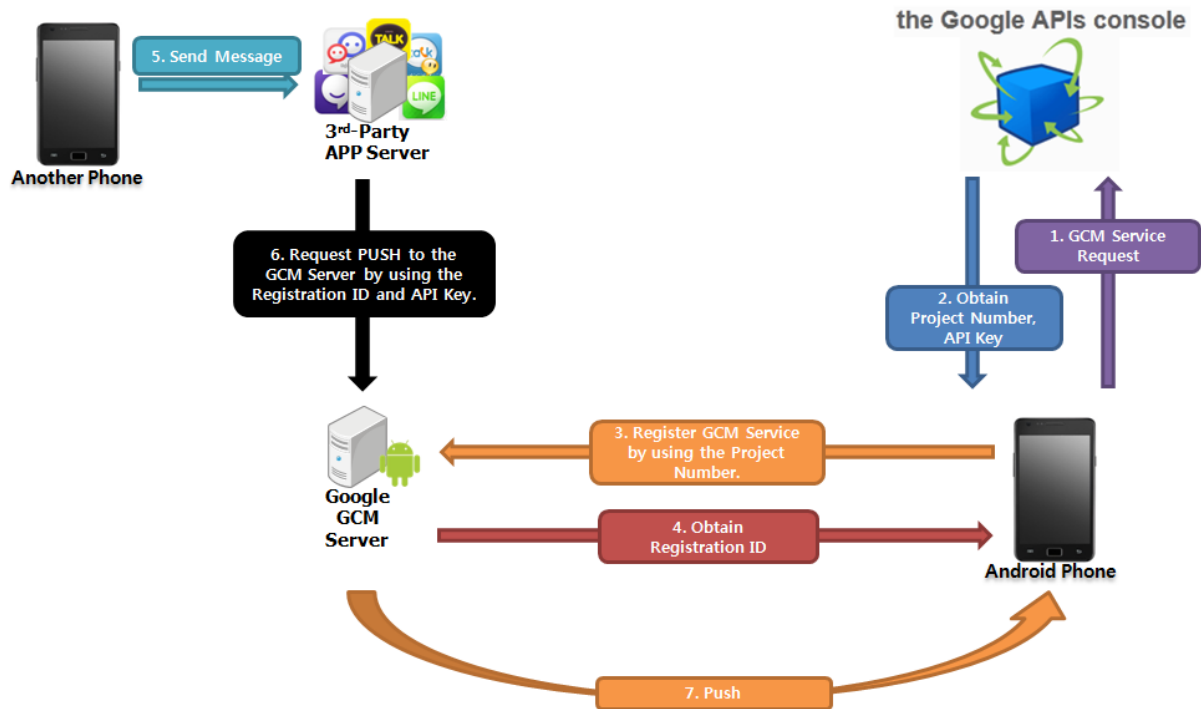 the Google APIs console
5. Send Message
TALK
talk
LINE
3rd-Party
APP Server
Another Phone
6. Request PUSH to the
GCM Server by using the
Registration ID and API Key.
1. GCM Service
Request
2. Obtain
Project Number,
API Key
3. Register GCM Service
by using the Project
Number.
Google
GCM
Server
4. Obtain
Registration ID
Android Phone
7. Push